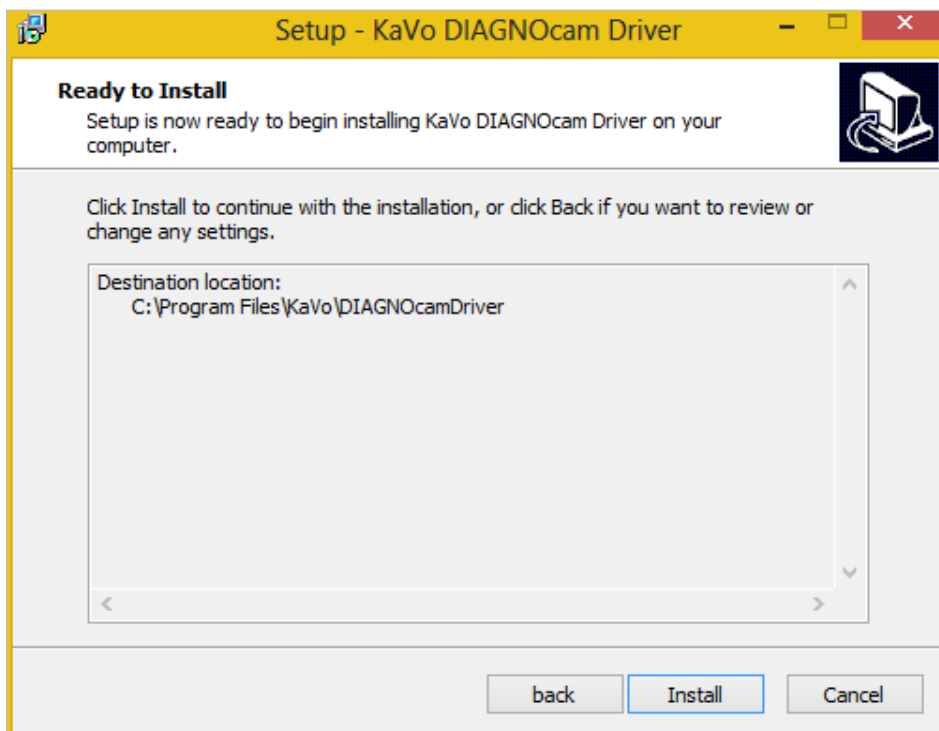 Setup - KaVo DIAGNOcam Driver
Ready to Install
Setup is now ready to begin installing KaVo DIAGNOcam Driver on your
computer.
Click Install to continue with the installation, or click Back if you want to review or
change any settings.
Destination location:
C:\Program Files\KaVo\DIAGNOcamDriver
back
Install
Cancel